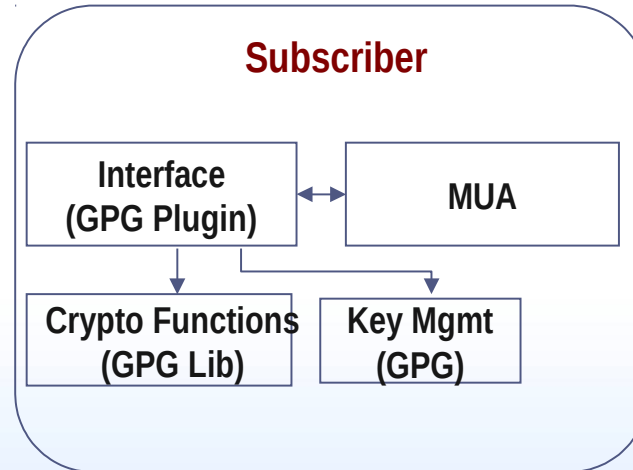 Subscriber
Interface
(GPG Plugin)
MUA
Crypto Functions
(GPG Lib)
Key Mgmt
(GPG)